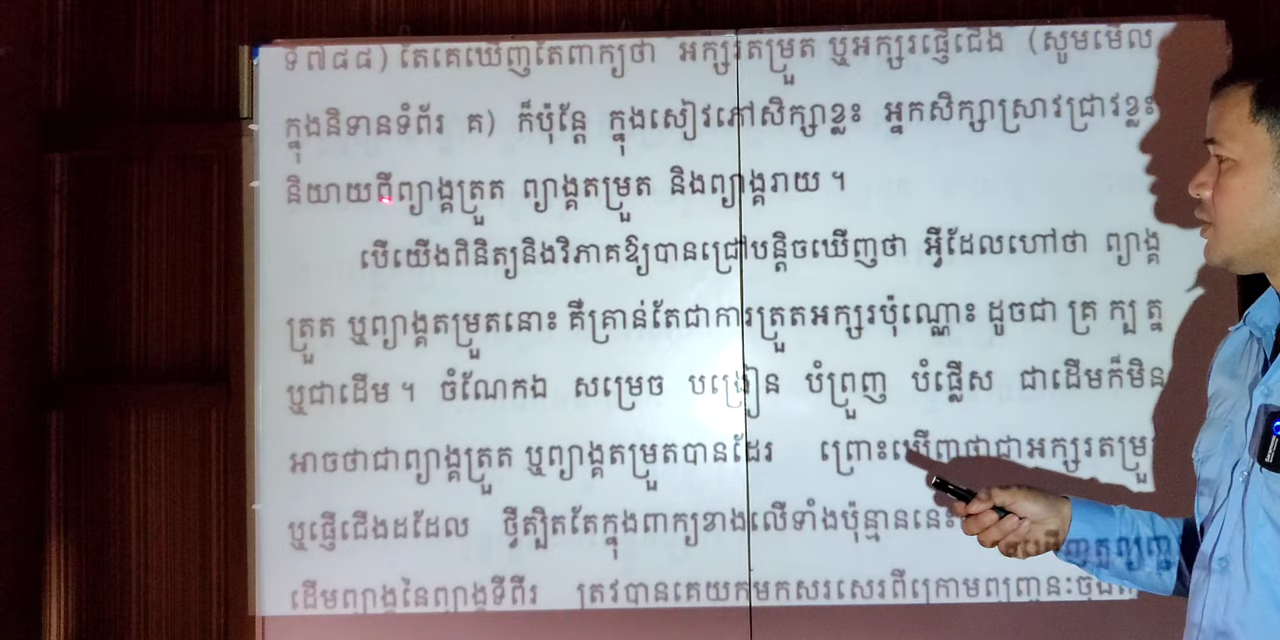 ទី៧៨៨) តែគេឃើញតែពាក្យថា អក្សរតម្រួត ឬអក្សរផ្ញើជើង (សូមមើល
ក្នុងនិទានទំព័រ គ) ក៏ប៉ុន្តែ ក្នុងសៀវភៅសិក្សាខ្លះ អ្នកសិក្សាស្រាវជ្រាវខ្លះ
និយាយពីព្យាង្គត្រួត ព្យាង្គតម្រួត និងព្យាង្គរាយ ។
បើយើងពិនិត្យនិងវិភាគឱ្យបានជ្រៅបន្តិចឃើញថា អ្វីដែលហៅថា ព្យាង្គ
ត្រួត ឬព្យាង្គតម្រួតនោះ គឺគ្រាន់តែជាការត្រួតអក្សរប៉ុណ្ណោះ ដូចជា គ្រ ក្ប ត្ន
ឬជាដើម ។ ចំណែកឯ សម្រេច បង្រៀន បំព្រួញ បំផ្លើស ជាដើមក៏មិន
អាចថាជាព្យាង្គត្រួត ឬព្យាង្គតម្រួតបានដែរ ព្រោះឃើញថាជាអក្សរតម្រួ
ឬផ្ញើជើងដដែល ថ្វីត្បិតតែក្នុងពាក្យខាងលើទាំងប៉ុន្មាននេះ
ដើមព្យាង្គនៃព្យាង្គទីពីរ ត្រូវបានគេយកមកសរសេរពីក្រោមព្យញ្ជនៈ